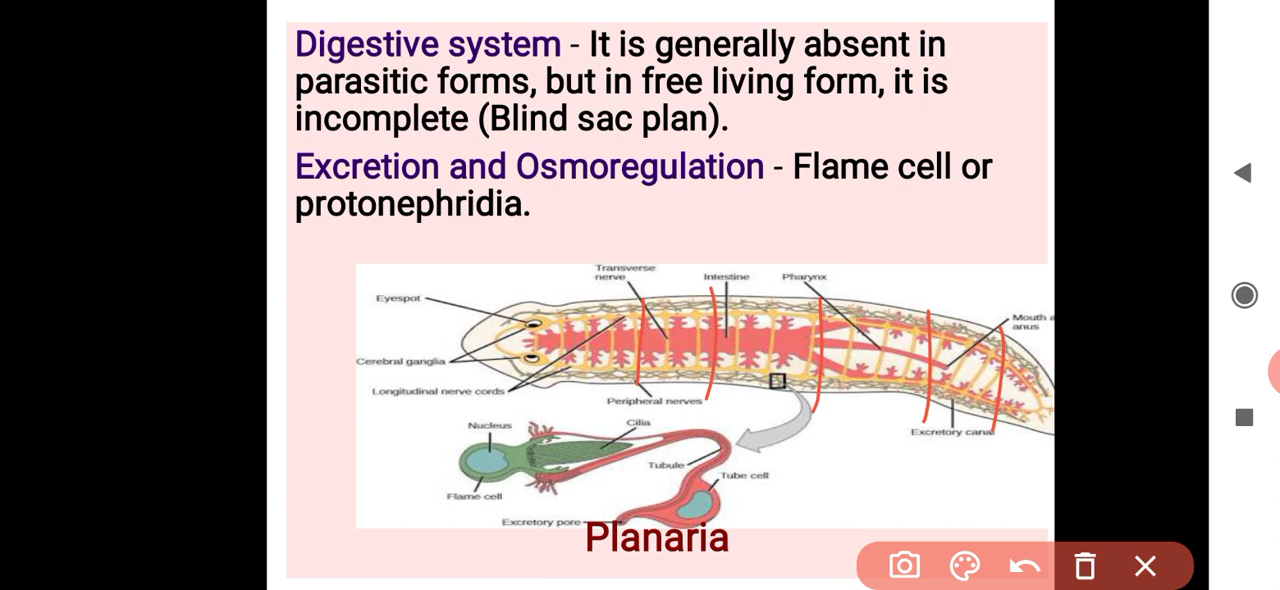 Digestive system - It is generally absent in
parasitic forms, but in free living form, it is
incomplete (Blind sac plan).
Excretion and Osmoregulation - Flame cell or
protonephridia.
Transverse
nerve
Intestine
Pharynx
Eyespot
Mouth a
anus
Cerebral ganglia
Longitudinal nerve cords
Peripheral nerves
Nucleus
Cilia
Excretory canal
Tubule
Tube cell
Flame cell
Excretory pore
Planaria